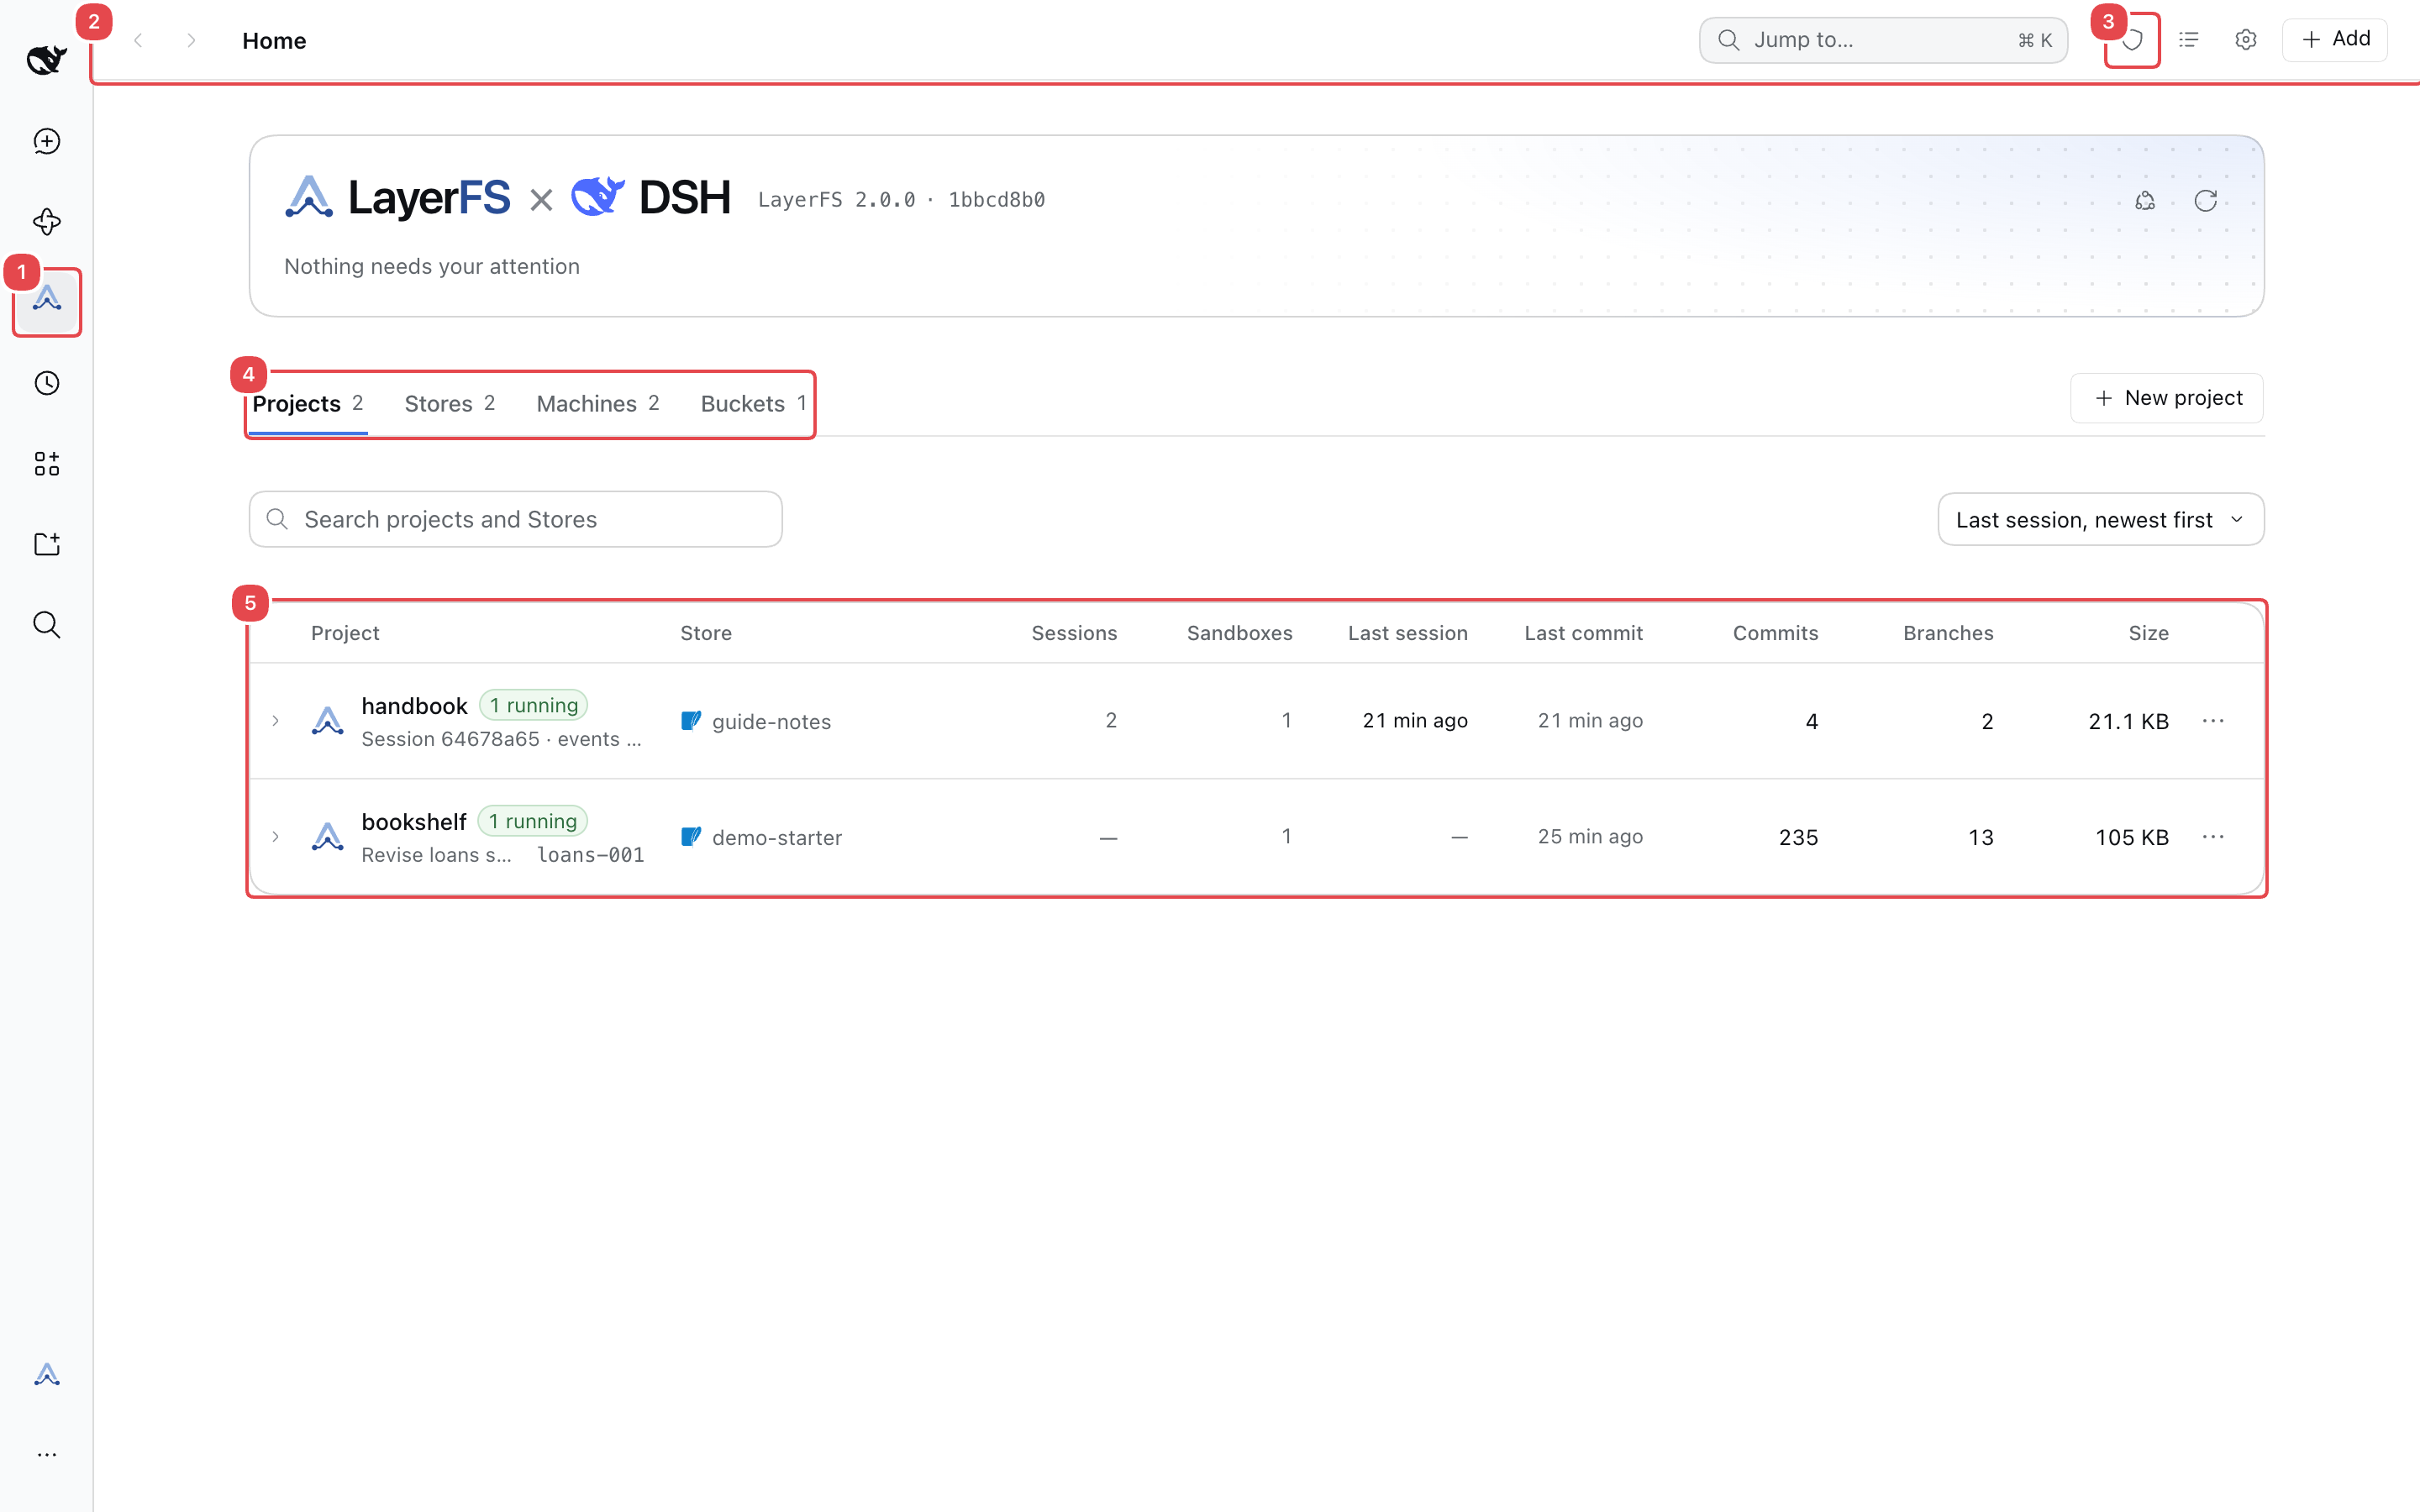 2
Home
Jump to...
⌘ K
3
Add
LayerFS × DSH LayerFS 2.0.0 · 1bbcd8b0
Nothing needs your attention
1
4
Projects 2 Stores 2 Machines 2 Buckets 1
New project
Search projects and Stores
Last session, newest first
5
Project Store Sessions Sandboxes Last session Last commit Commits Branches Size
handbook 1 running
Session 64678a65 · events ...
guide-notes 2 1 21 min ago 21 min ago 4 2 21.1 KB
bookshelf 1 running
Revise loans s... loans-001
demo-starter — 1 — 25 min ago 235 13 105 KB